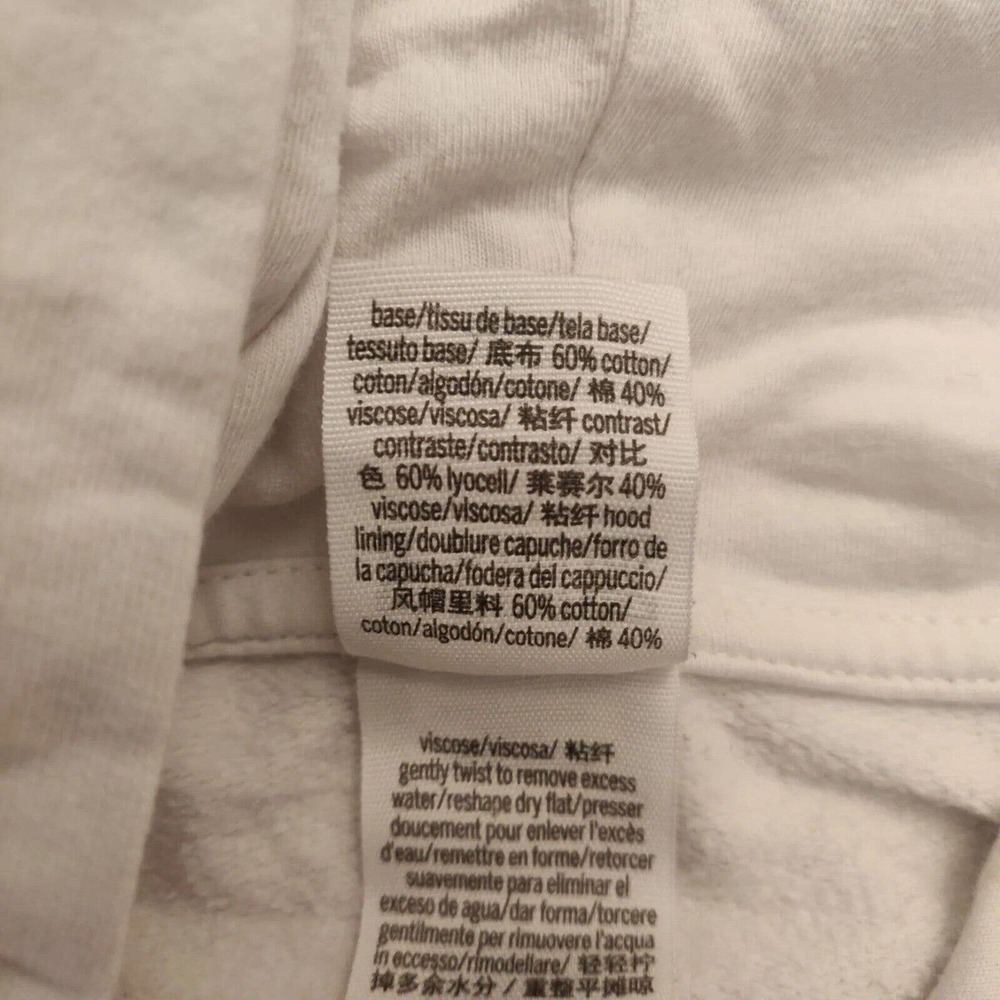 base/tissu de base/tela base/
tessuto base/ 底布 60% cotton/
coton/algodón/cotone/ 棉 40%
viscose/viscosa/ 粘纤 contrast/
contraste/contrasto/ 对比
色 60% lyocell/ 莱赛尔 40%
viscose/viscosa/ 粘纤 hood
lining/doublure capuche/forro de
la capucha/fodera del cappuccio/
风帽里料 60% cotton/
coton/algodón/cotone/ 棉 40%
viscose/viscosa/ 粘纤
gently twist to remove excess
water/reshape dry flat/presser
doucement pour enlever l'excès
d'eau/remettre en forme/retorcer
suavemente para eliminar el
exceso de agua/dar forma/torcere
gentilmente per rimuovere l'acqua
in eccesso/rimodellare/ 轻轻拧
掉多余水分 / 重整平摊晾